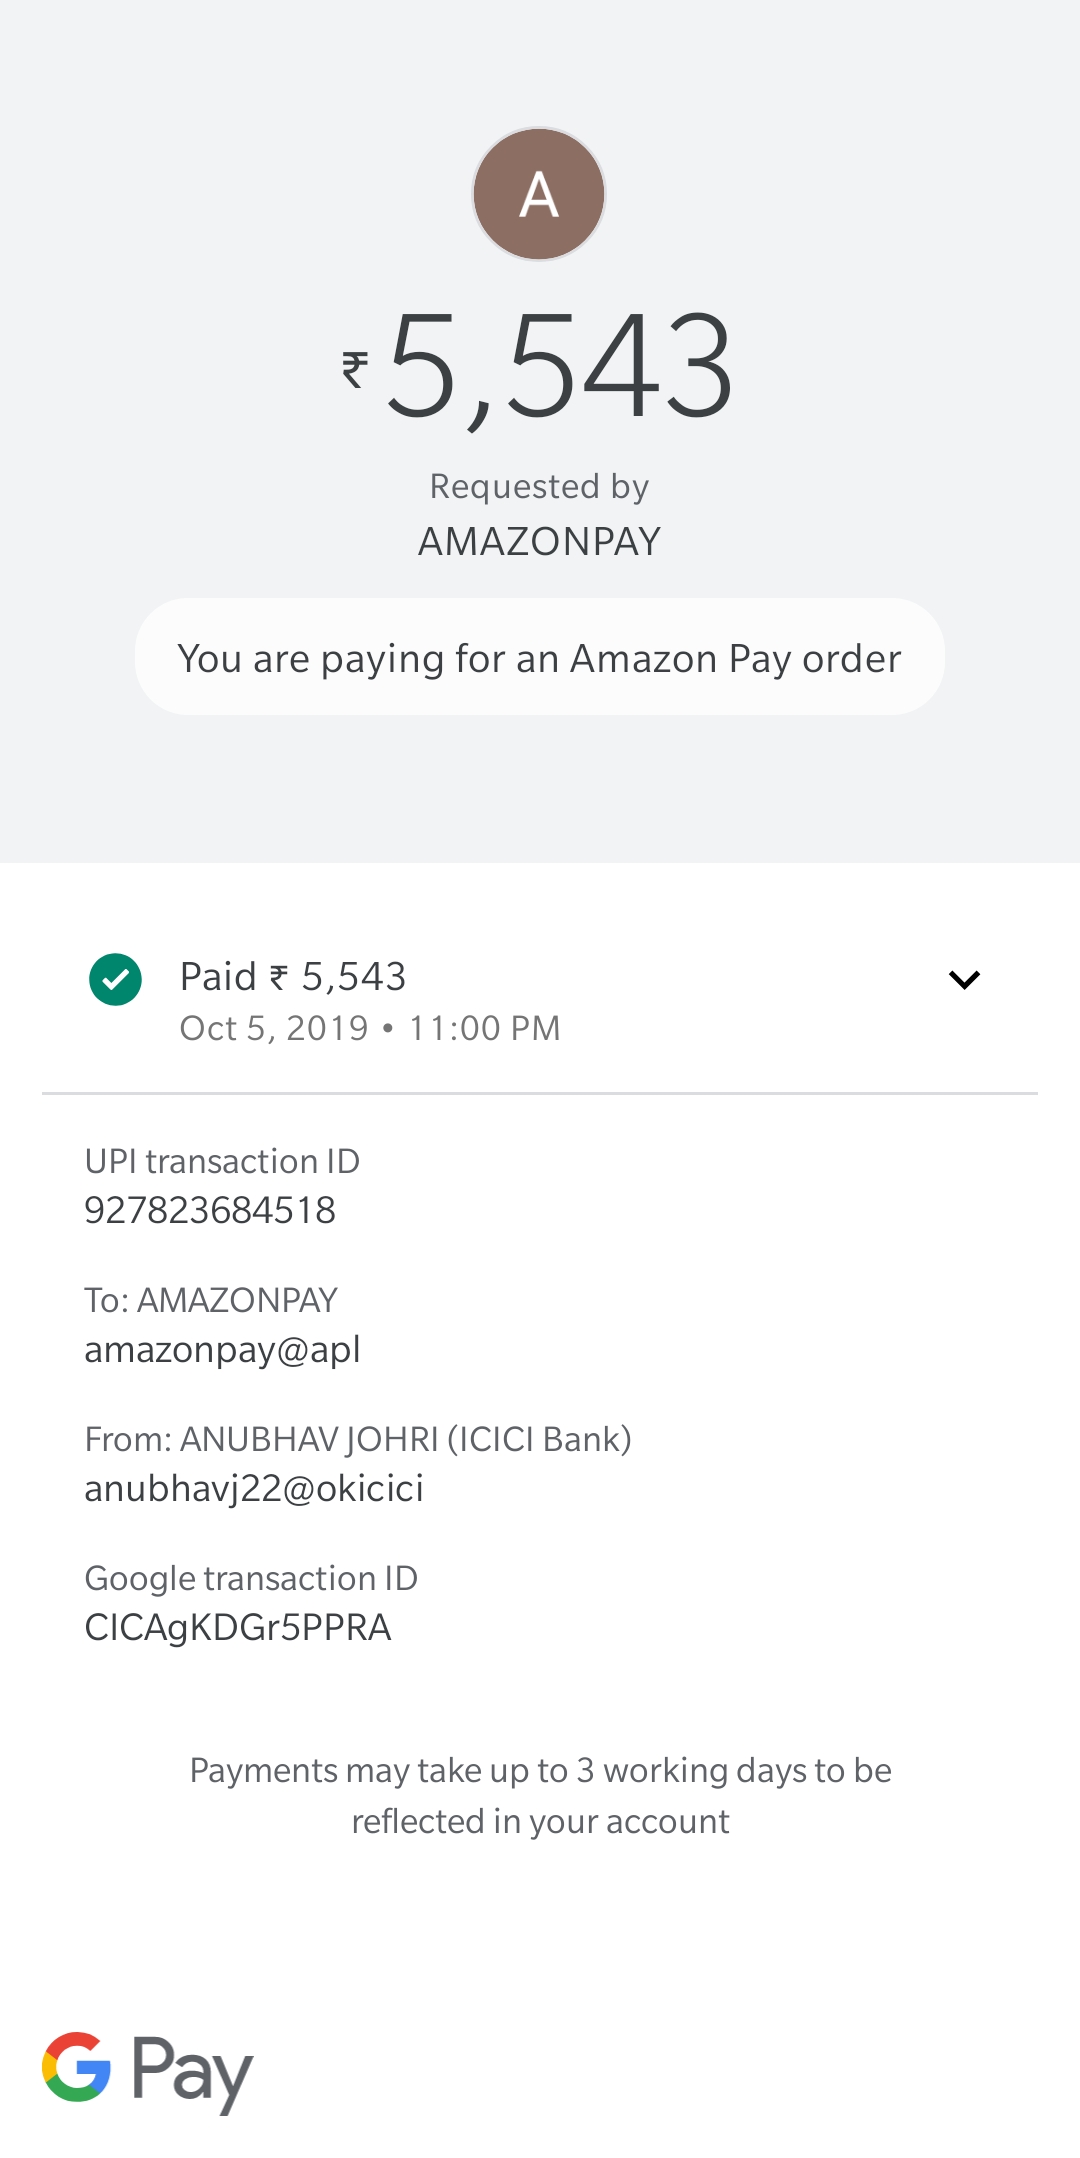 A
₹5,543
Requested by
AMAZONPAY
You are paying for an Amazon Pay order
Paid ₹ 5,543
Oct 5, 2019 • 11:00 PM
UPI transaction ID
927823684518
To: AMAZONPAY
amazonpay@apl
From: ANUBHAV JOHRI (ICICI Bank)
anubhavj22@okicici
Google transaction ID
CICAgKDGr5PPRA
Payments may take up to 3 working days to be
reflected in your account
G Pay